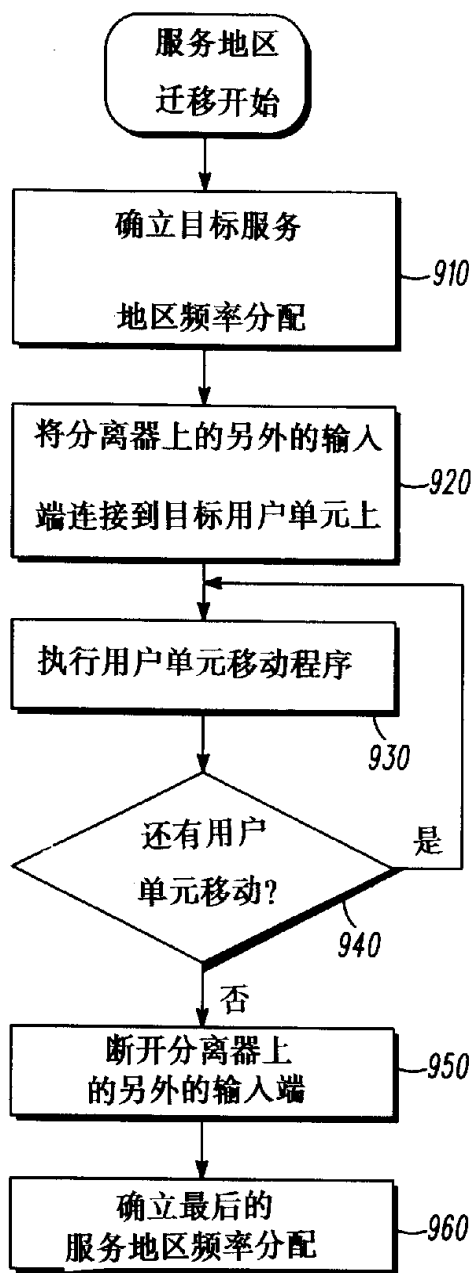 服务地区
迁移开始
确立目标服务
地区频率分配
910
将分离器上的另外的输入
端连接到目标用户单元上
920
执行用户单元移动程序
930
还有用户
单元移动?
是
940
否
断开分离器上
的另外的输入端
950
确立最后的
服务地区频率分配
960